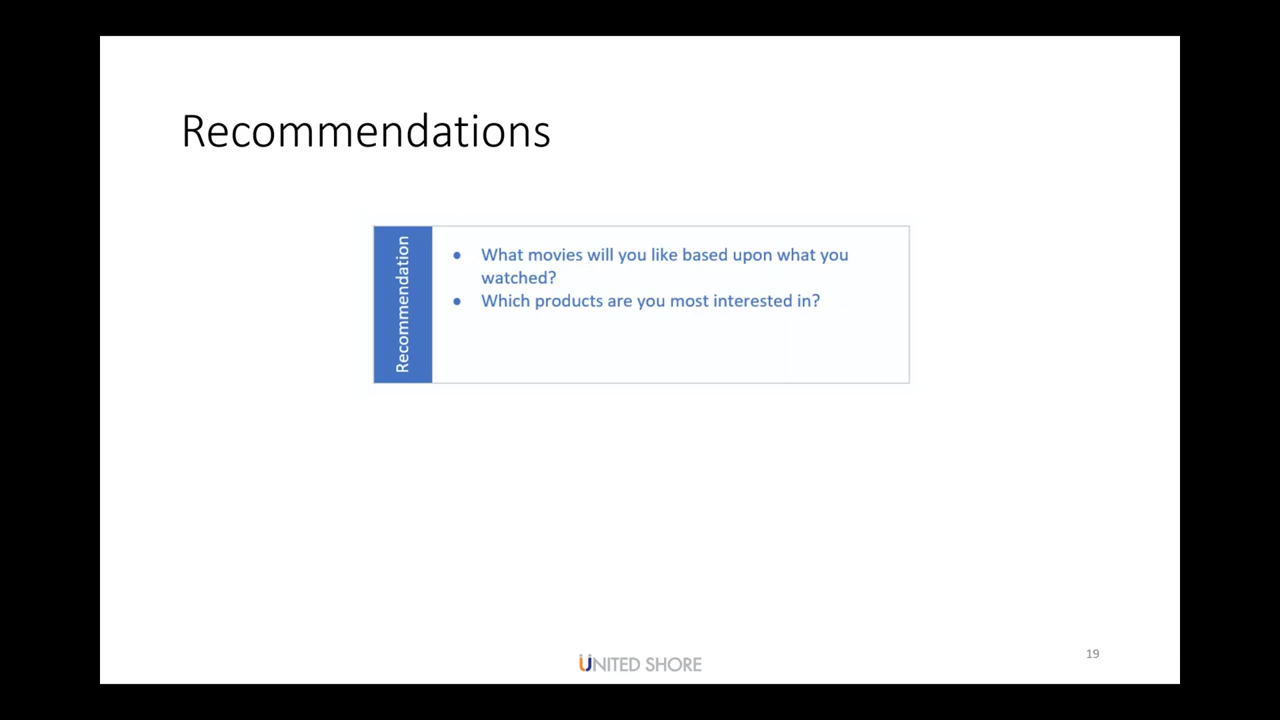 Recommendations
Recommendation
• What movies will you like based upon what you
watched?
• Which products are you most interested in?
UNITED SHORE
19